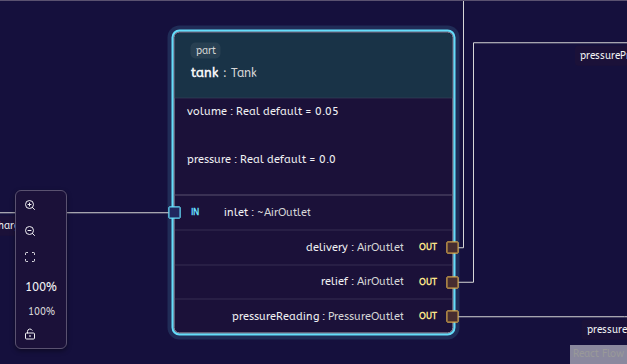 part
tank : Tank
pressureP
volume : Real default = 0.05
pressure : Real default = 0.0
IN inlet : ~AirOutlet
delivery : AirOutlet OUT
relief : AirOutlet OUT
100%
100%
pressureReading : PressureOutlet OUT
pressure
React Flow